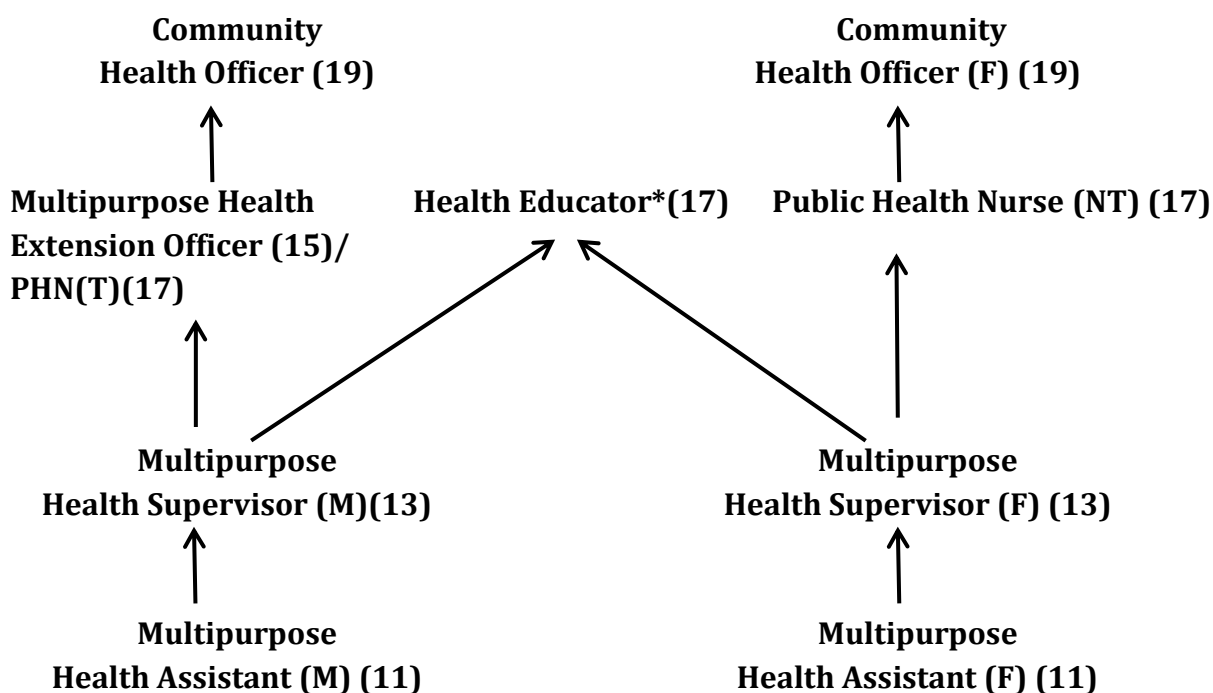 Community
Health Officer (19)
Community
Health Officer (F) (19)
Multipurpose Health
Extension Officer (15)/
PHN(T)(17)
Health Educator*(17)
Public Health Nurse (NT) (17)
Multipurpose
Health Supervisor (M)(13)
Multipurpose
Health Supervisor (F) (13)
Multipurpose
Health Assistant (M) (11)
Multipurpose
Health Assistant (F) (11)